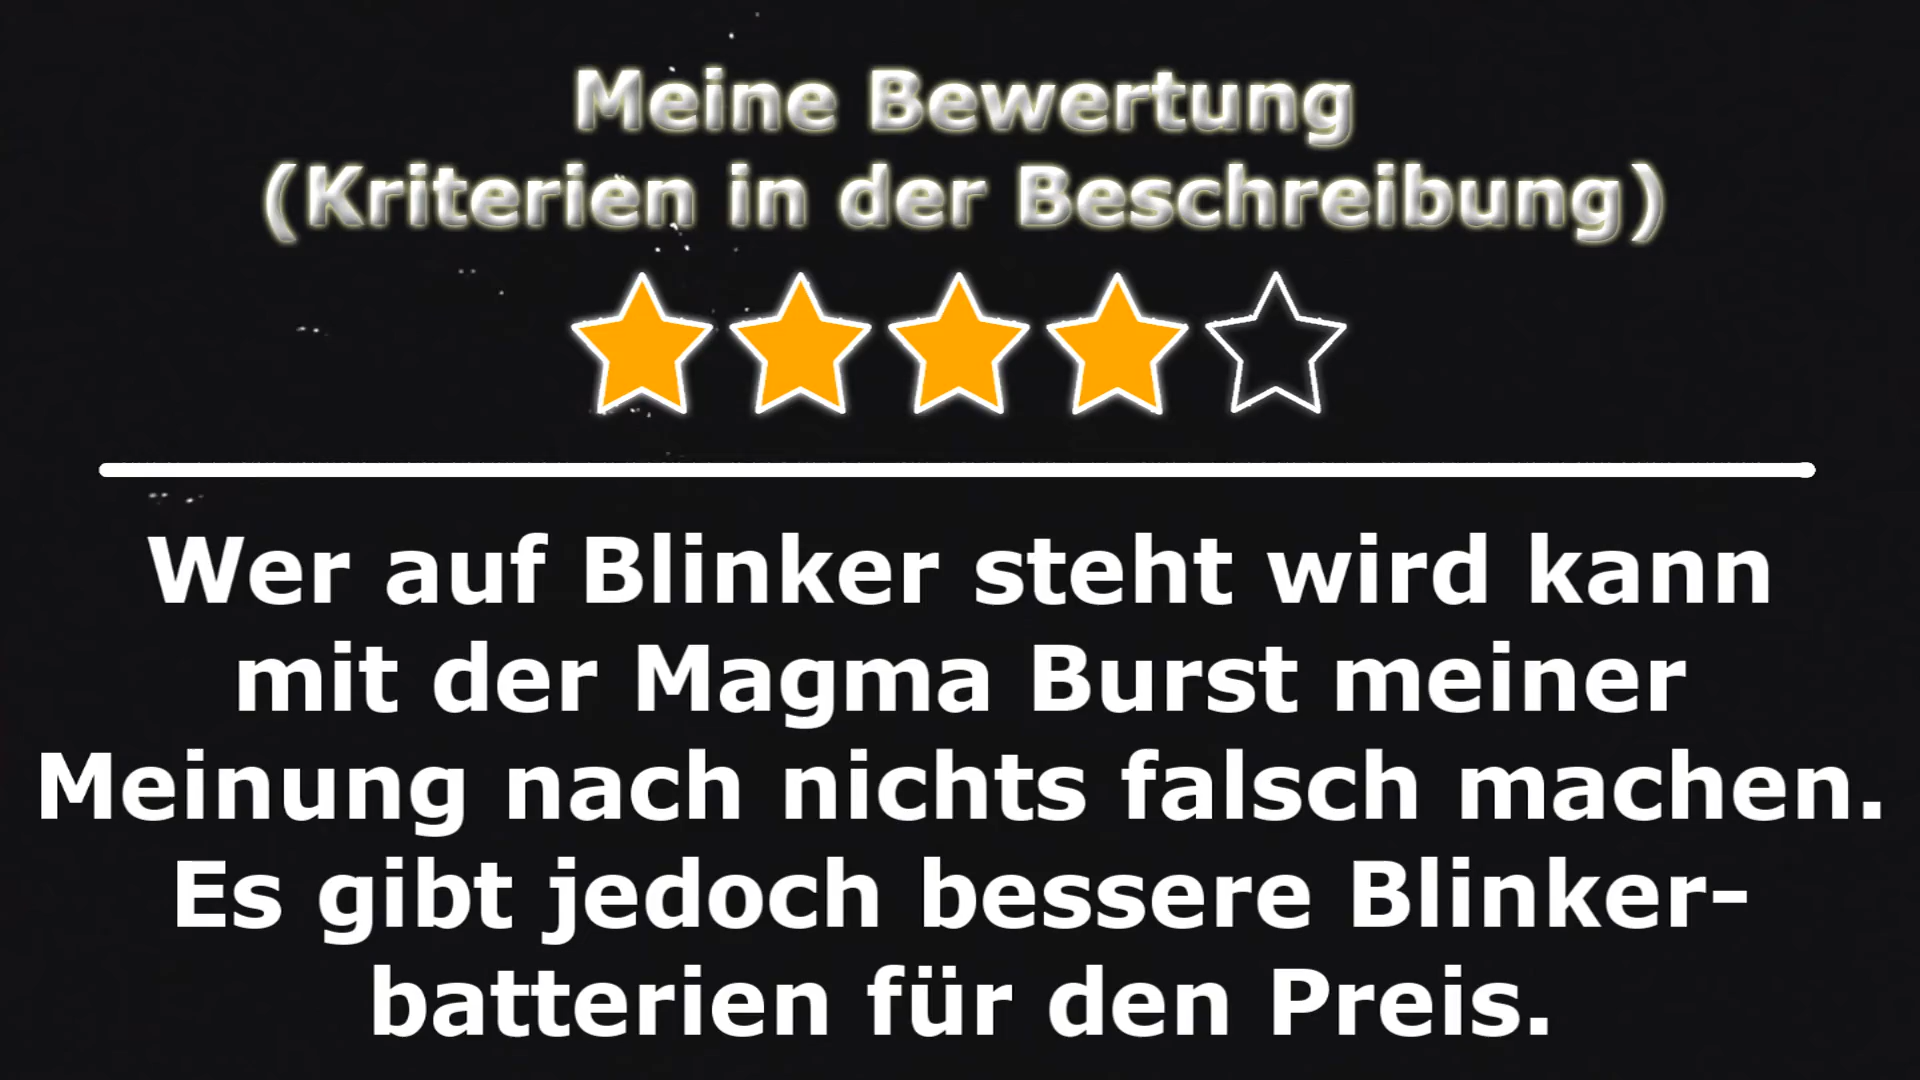 Meine Bewertung
(Kriterien in der Beschreibung)
Wer auf Blinker steht wird kann
mit der Magma Burst meiner
Meinung nach nichts falsch machen.
Es gibt jedoch bessere Blinker-
batterien für den Preis.